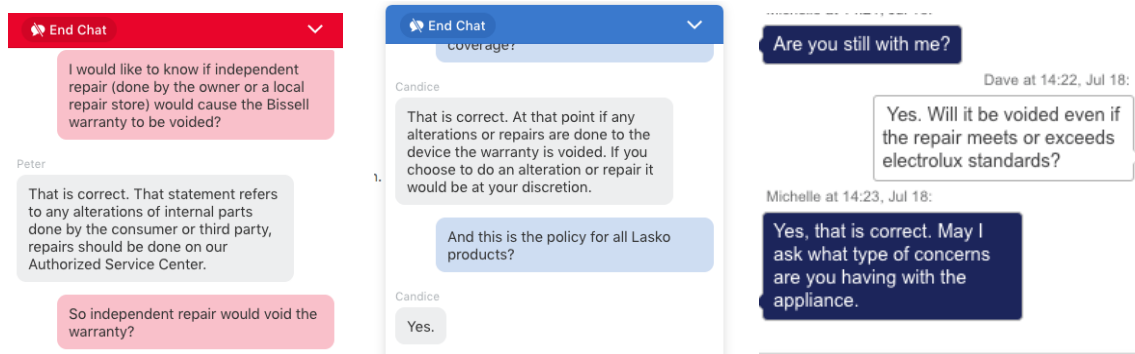 End Chat
I would like to know if independent
repair (done by the owner or a local
repair store) would cause the Bissell
warranty to be voided?
Peter
That is correct. That statement refers
to any alterations of internal parts
done by the consumer or third party,
repairs should be done on our
Authorized Service Center.
So independent repair would void the
warranty?
End Chat
coverage?
Candice
That is correct. At that point if any
alterations or repairs are done to the
device the warranty is voided. If you
choose to do an alteration or repair it
would be at your discretion.
And this is the policy for all Lasko
products?
Candice
Yes.
Are you still with me?
Dave at 14:22, Jul 18:
Yes. Will it be voided even if
the repair meets or exceeds
electrolux standards?
Michelle at 14:23, Jul 18:
Yes, that is correct. May I
ask what type of concerns
are you having with the
appliance.